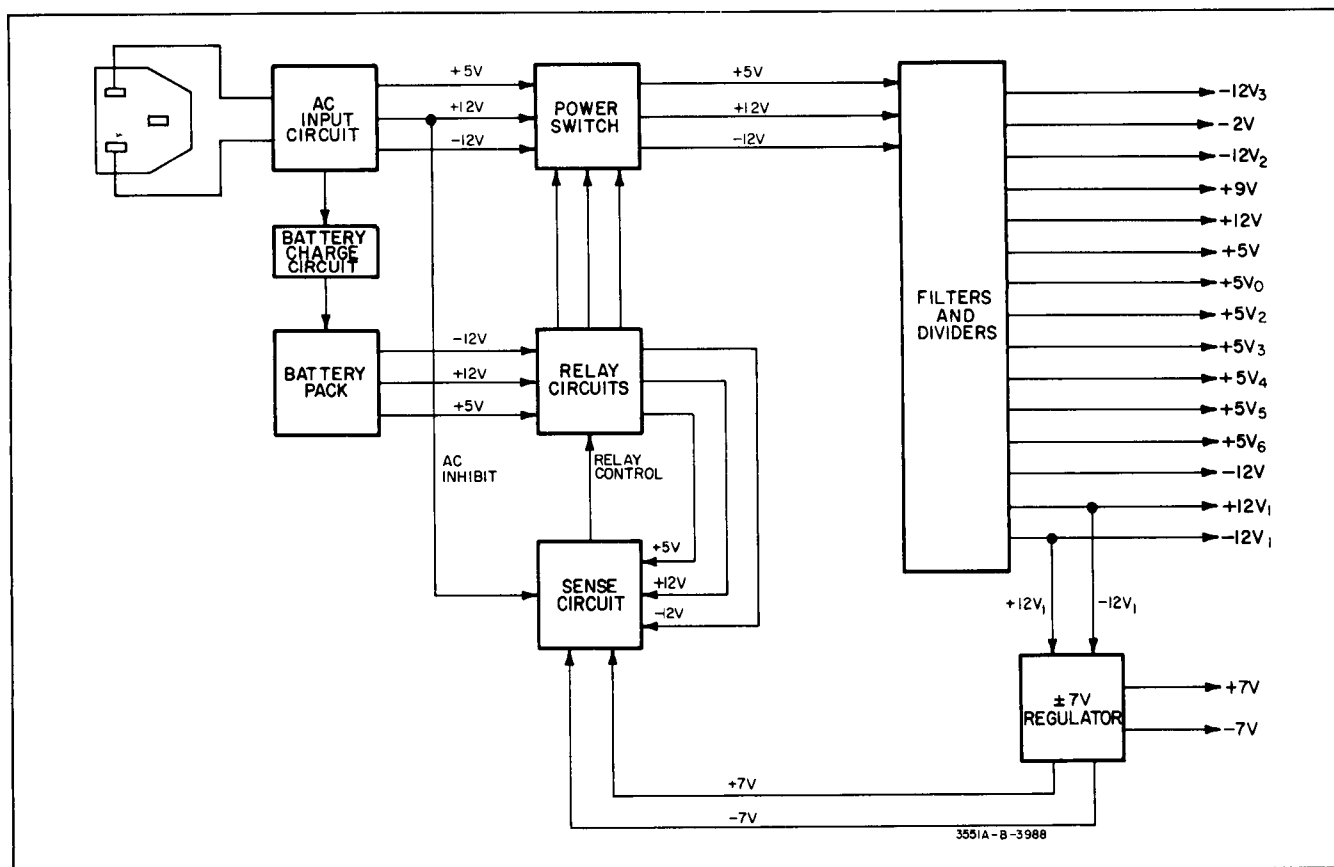 AC
INPUT
CIRCUIT
+5V
+12V
-12V
POWER
SWITCH
+5V
+12V
-12V
FILTERS
AND
DIVIDERS
-12V₃
-2V
-12V₂
+9V
+12V
+5V
+5V₀
+5V₂
+5V₃
+5V₄
+5V₅
+5V₆
-12V
+12V₁
-12V₁
BATTERY
CHARGE
CIRCUIT
BATTERY
PACK
-12V
+12V
+5V
RELAY
CIRCUITS
AC
INHIBIT
RELAY
CONTROL
SENSE
CIRCUIT
+5V
+12V
-12V
+12V₁
-12V₁
±7V
REGULATOR
+7V
-7V
+7V
-7V
3551A-B-3988